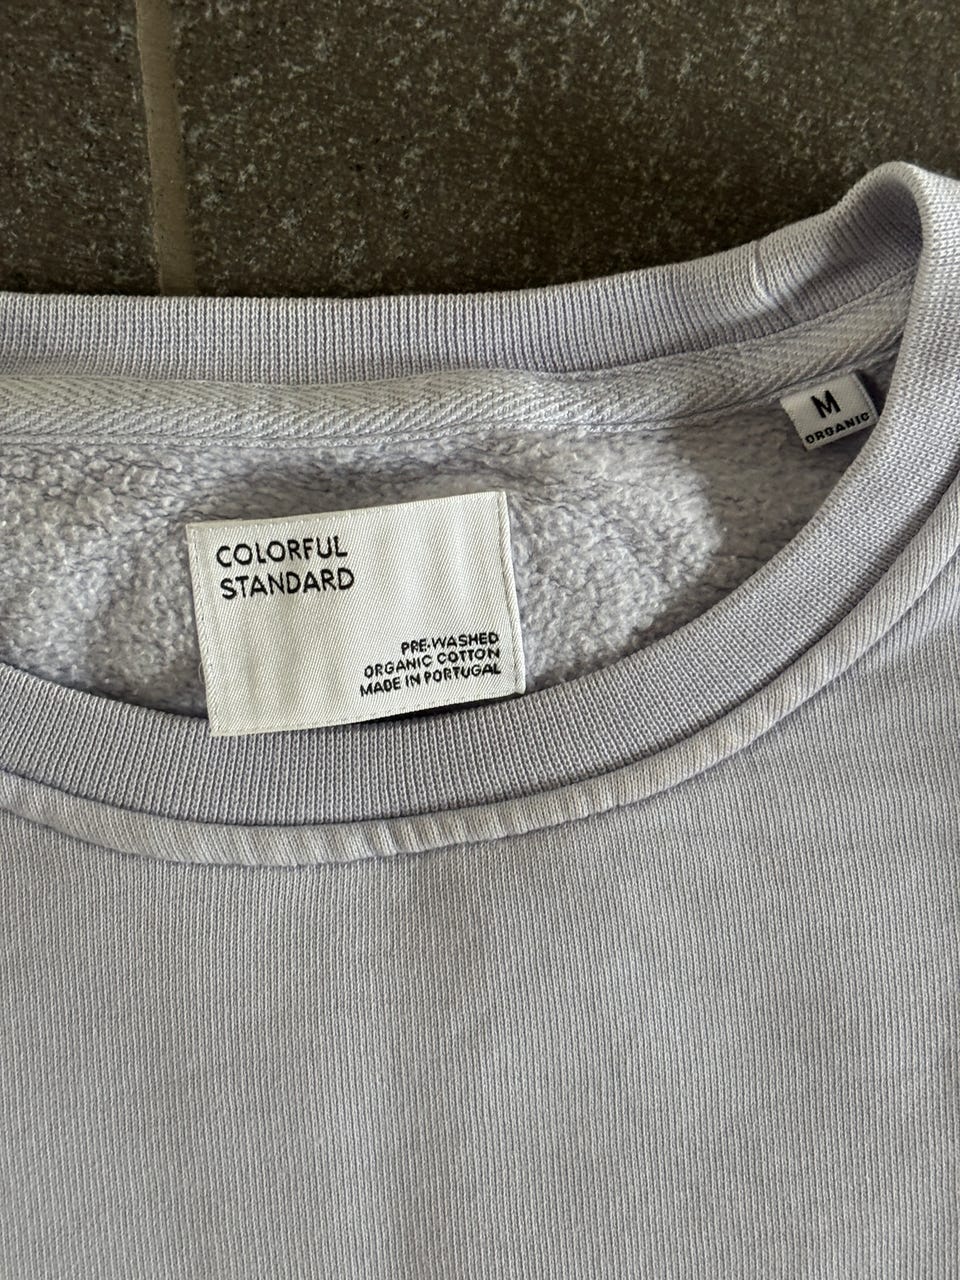 M
ORGANIC
COLORFUL
STANDARD
PRE-WASHED
ORGANIC COTTON
MADE IN PORTUGAL